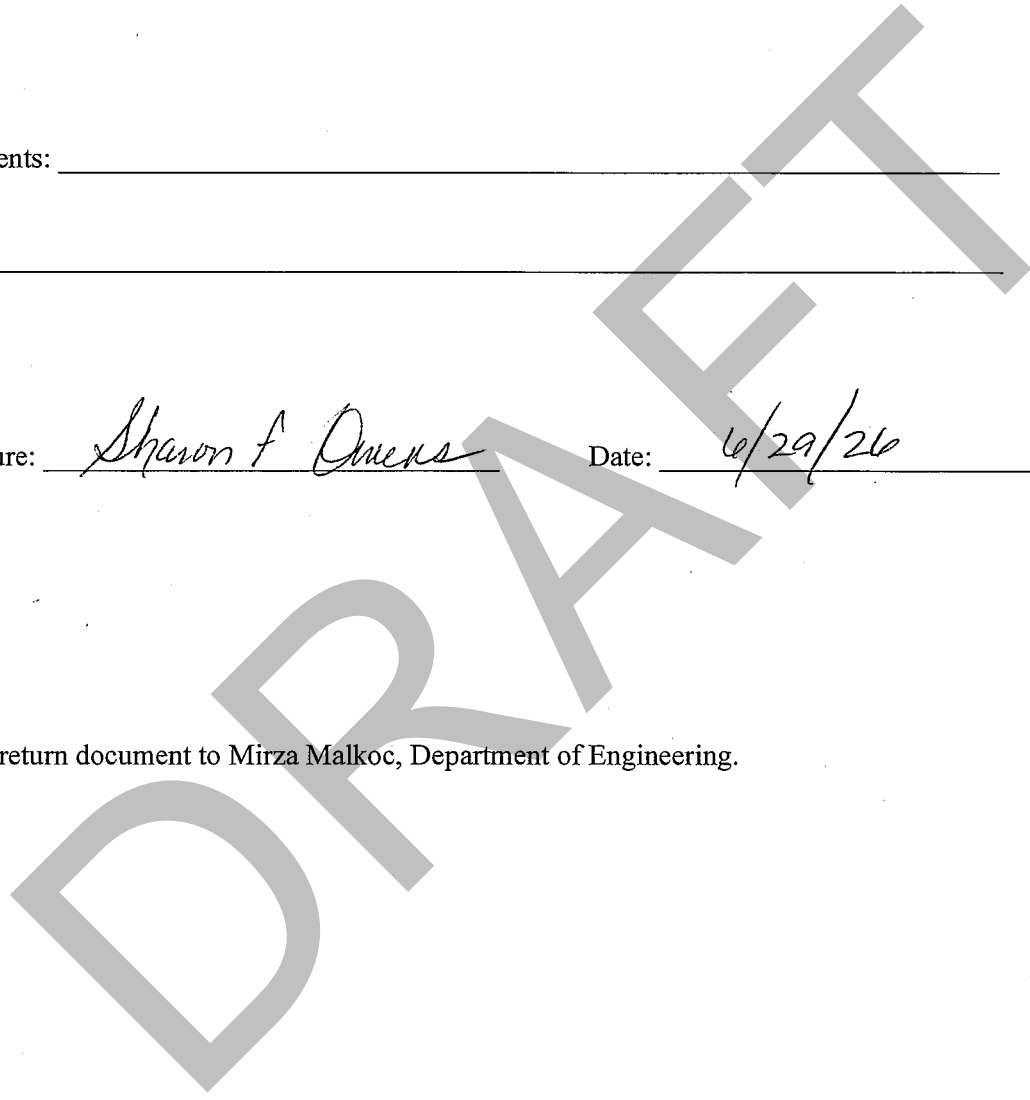 ents:
ure: Sharon F Owens Date: 6/29/26
return document to Mirza Malkoc, Department of Engineering.
DRAFT